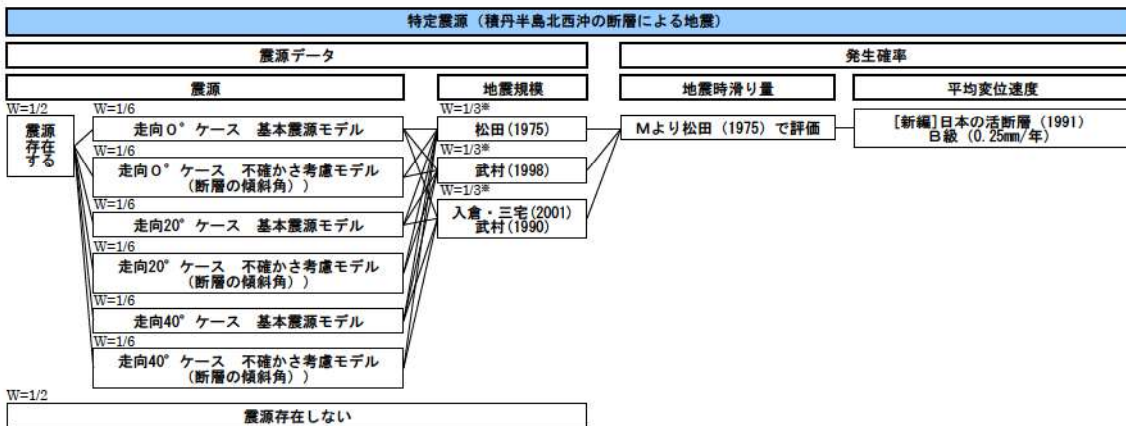 特定震源（積丹半島北西沖の断層による地震）
震源データ
発生確率
震源
地震規模
地震時滑り量
平均変位速度
W=1/2
震源
存在
する
W=1/6
走向０°ケース　基本震源モデル
W=1/6
走向０°ケース　不確かさ考慮モデル
（断層の傾斜角））
W=1/6
走向20°ケース　基本震源モデル
W=1/6
走向20°ケース　不確かさ考慮モデル
（断層の傾斜角））
W=1/6
走向40°ケース　基本震源モデル
W=1/6
走向40°ケース　不確かさ考慮モデル
（断層の傾斜角））
W=1/3※
松田(1975)
W=1/3※
武村(1998)
W=1/3※
入倉・三宅(2001)
武村(1990)
Ｍより松田（1975）で評価
[新編]日本の活断層（1991）
Ｂ級（0.25mm/年）
W=1/2
震源存在しない